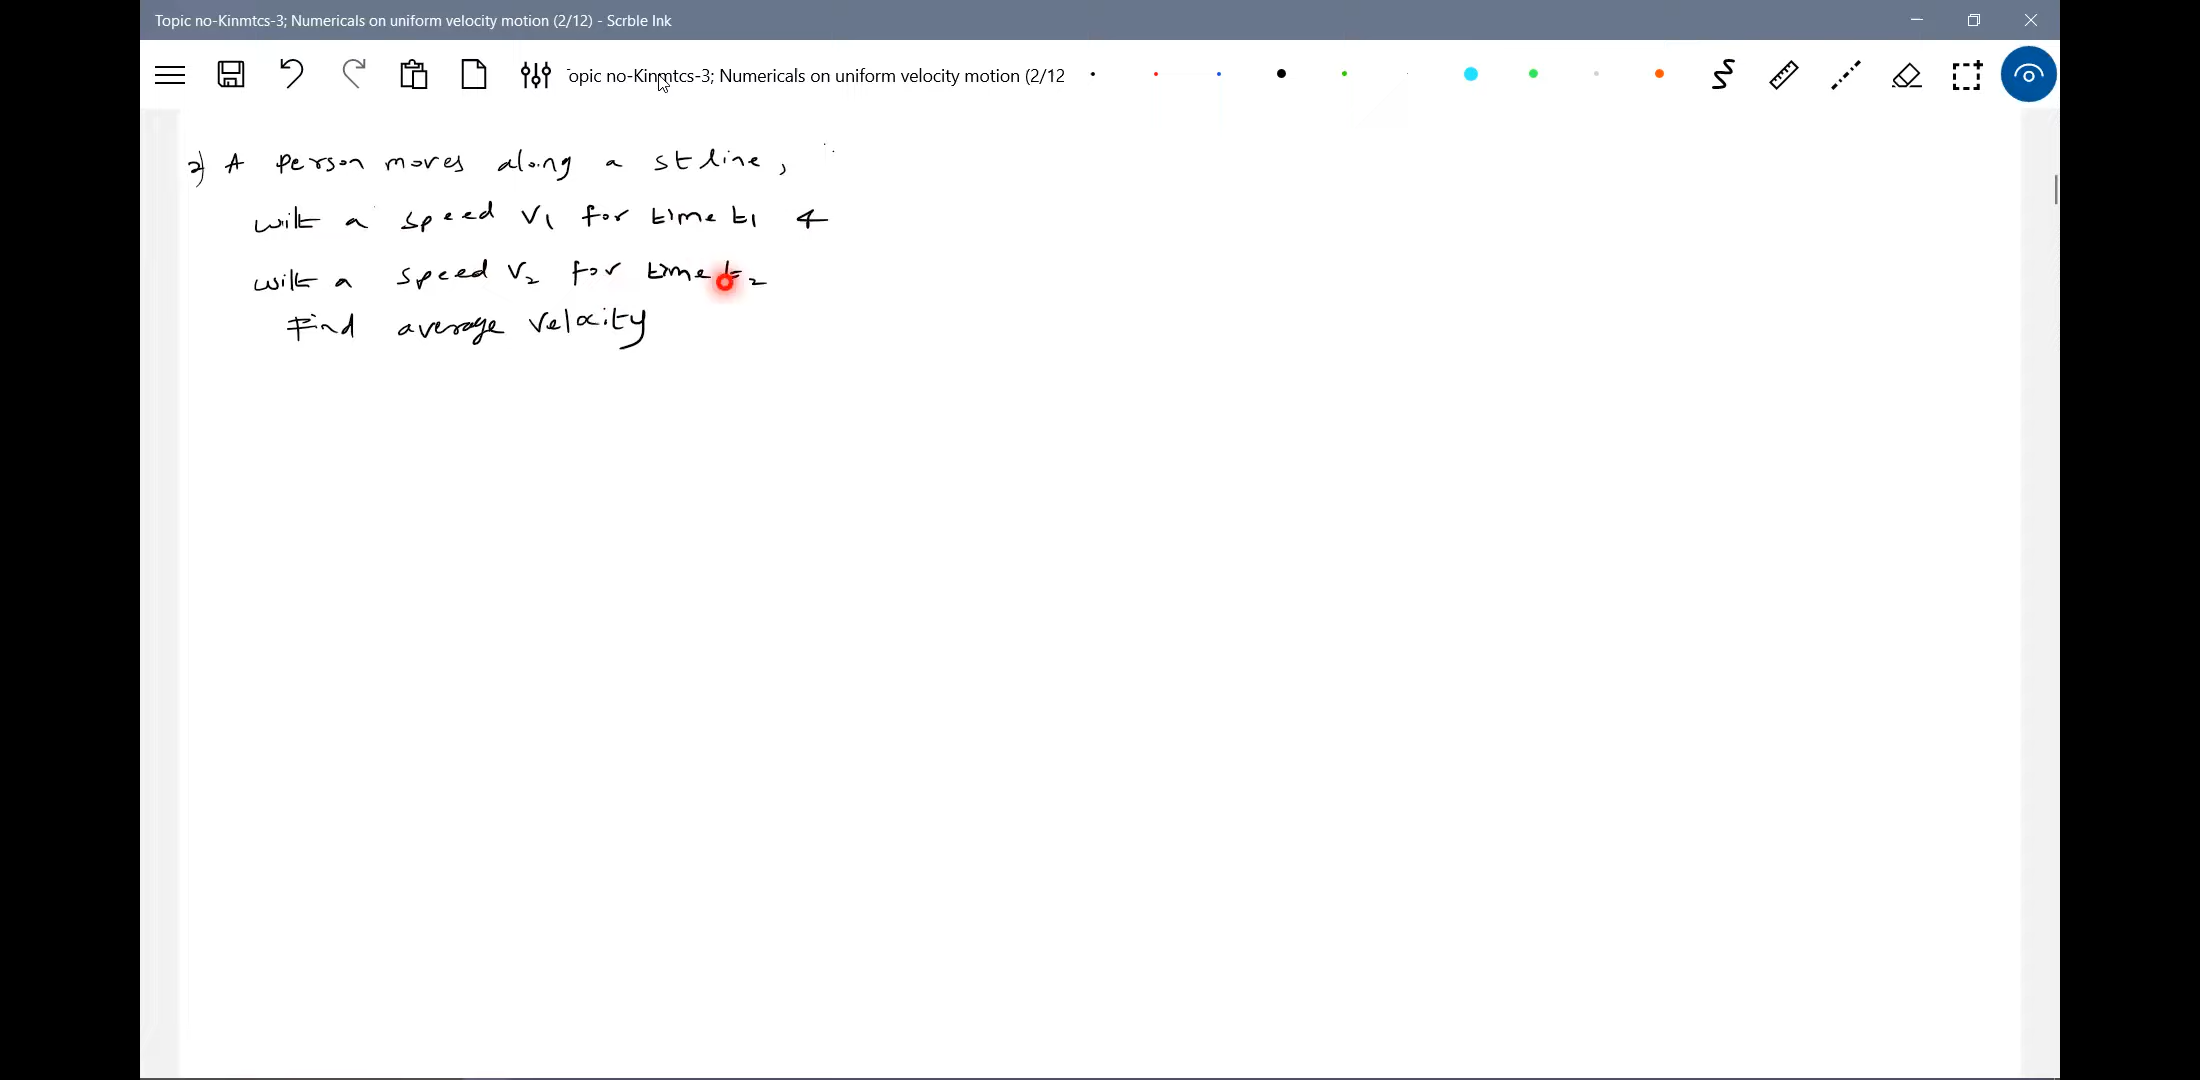 Topic no-Kinmtcs-3; Numericals on uniform velocity motion (2/12) - Scrble Ink
opic no-Kinmtcs-3; Numericals on uniform velocity motion (2/12
2) A person moves along a st line,
with a speed v1 for time t1 &
with a speed v2 for time t2
Find average velocity